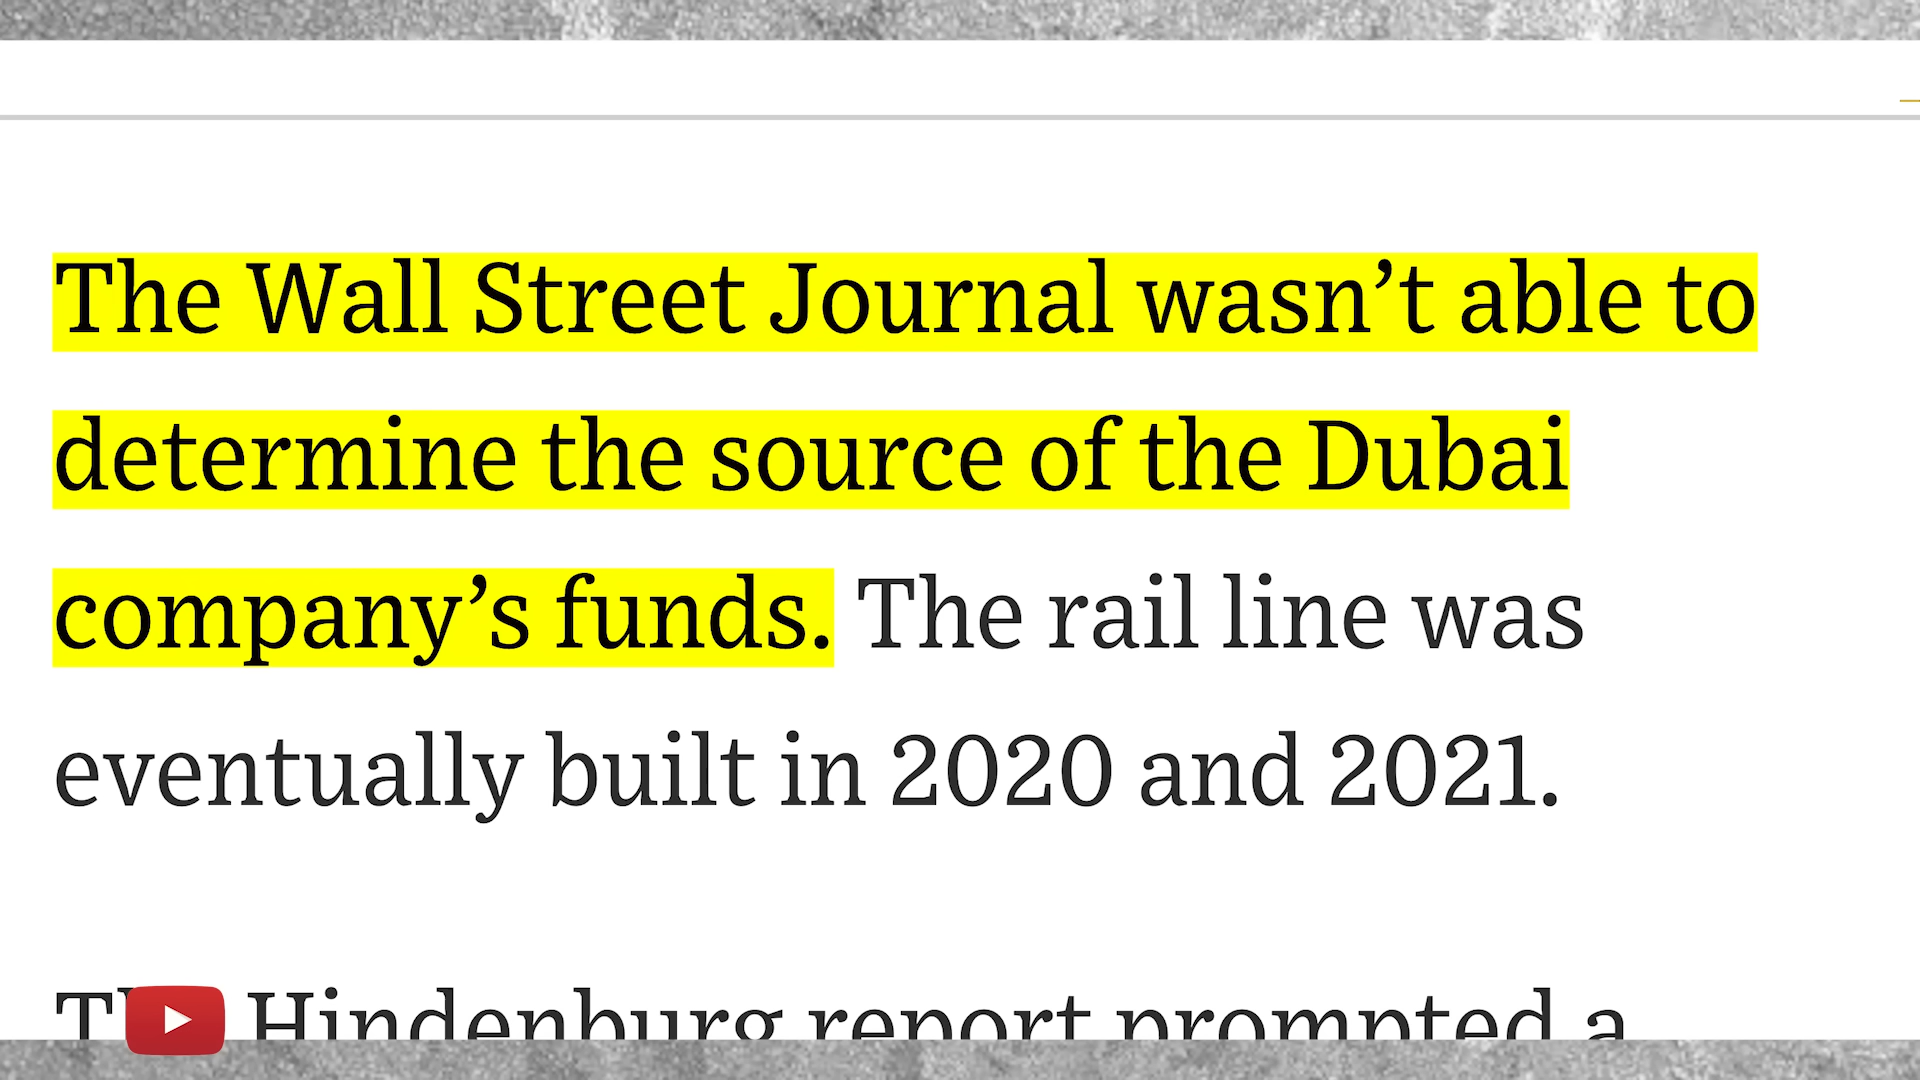 The Wall Street Journal wasn’t able to
determine the source of the Dubai
company’s funds. The rail line was
eventually built in 2020 and 2021.
Hindenburg report prompted a